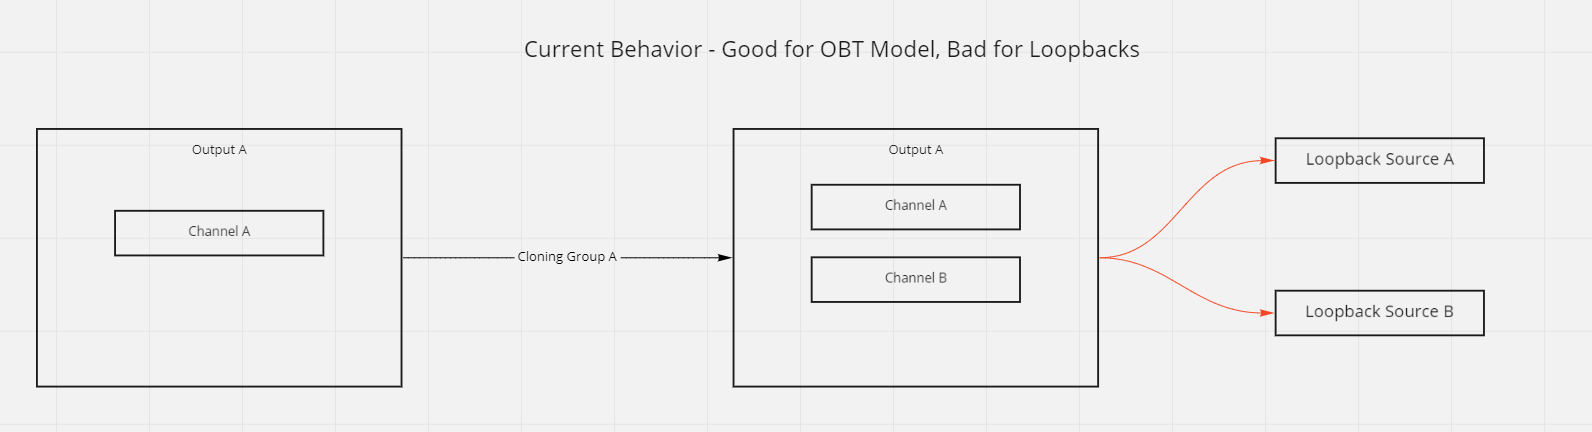 Current Behavior - Good for OBT Model, Bad for Loopbacks
Output A
Channel A
Cloning Group A
Output A
Channel A
Channel B
Loopback Source A
Loopback Source B